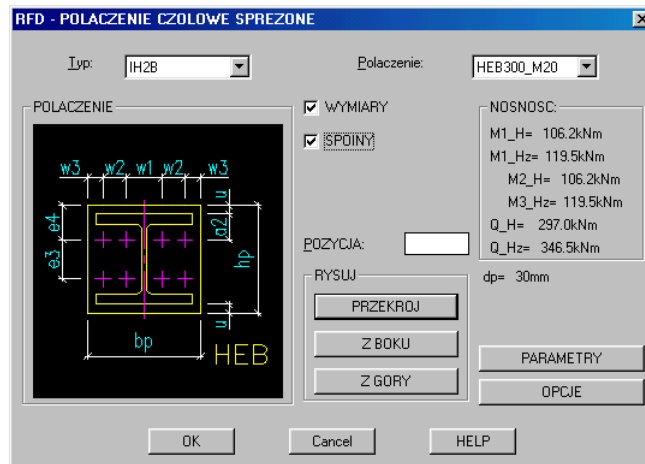 RFD - POLACZENIE CZOLOWE SPREZONE
Typ: IH2B Polaczenie: HEB300_M20
POLACZENIE
w3 w2 w1 w2 w3
u
e4
a2
e3
hp
u
bp
HEB
WYMIARY
SPOINY
POZYCJA:
RYSUJ
PRZEKROJ
Z BOKU
Z GORY
NOSNOSC:
M1_H= 106.2kNm
M1_Hz= 119.5kNm
M2_H= 106.2kNm
M3_Hz= 119.5kNm
Q_H= 297.0kNm
Q_Hz= 346.5kNm
dp= 30mm
PARAMETRY
OPCJE
OK Cancel HELP